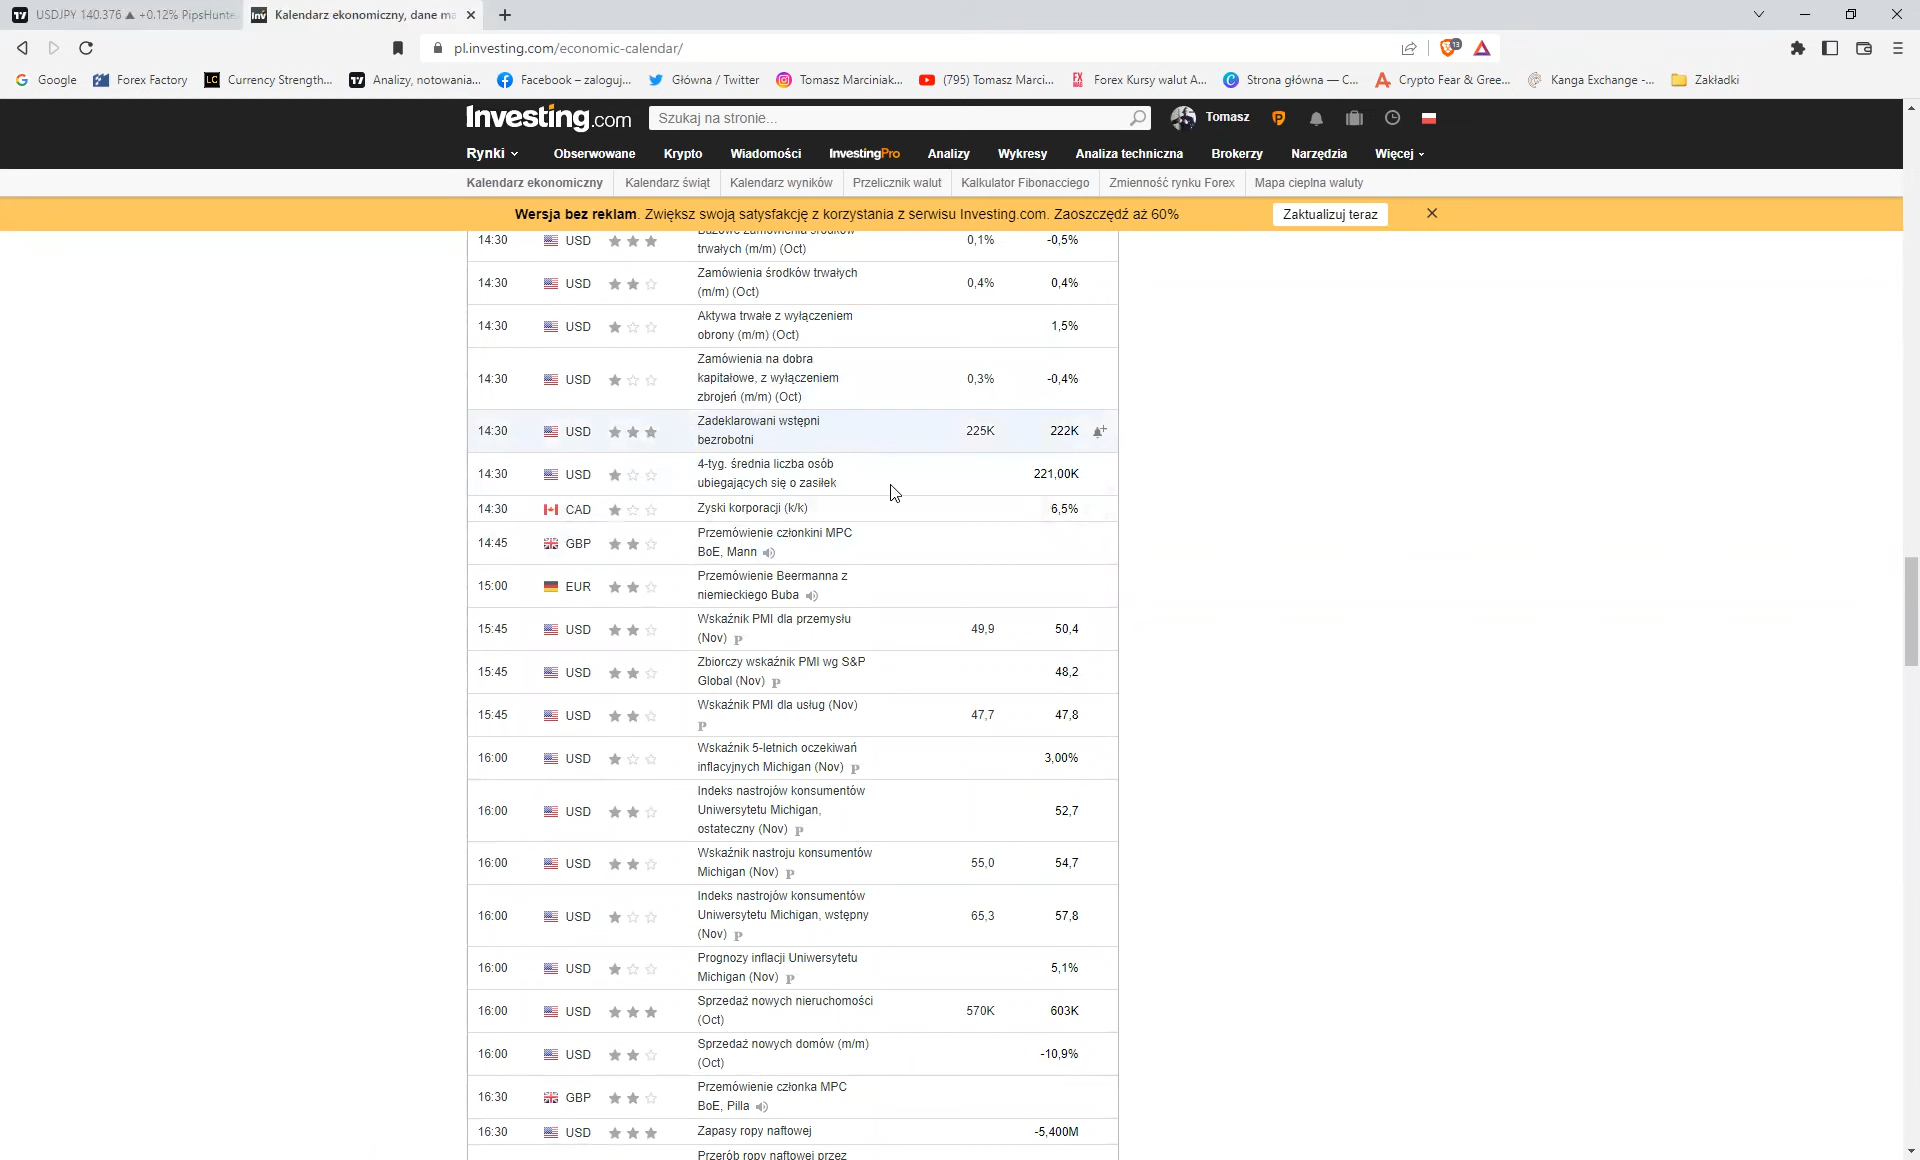 USDJPY 140.376 ▲ +0.12% PipsHunte
Kalendarz ekonomiczny, dane ma
pl.investing.com/economic-calendar/
13
Google Forex Factory Currency Strength... Analizy, notowania... Facebook – zaloguj... Główna / Twitter Tomasz Marciniak... (795) Tomasz Marci... Forex Kursy walut A... Strona główna — C... Crypto Fear & Gree... Kanga Exchange -... Zakładki
Investing.com Szukaj na stronie... Tomasz
Rynki Obserwowane Krypto Wiadomości InvestingPro Analizy Wykresy Analiza techniczna Brokerzy Narzędzia Więcej
Kalendarz ekonomiczny Kalendarz świąt Kalendarz wyników Przelicznik walut Kalkulator Fibonacciego Zmienność rynku Forex Mapa cieplna waluty
Wersja bez reklam. Zwiększ swoją satysfakcję z korzystania z serwisu Investing.com. Zaoszczędź aż 60% Zaktualizuj teraz
14:30 USD Bazowe zamówienia środków
trwałych (m/m) (Oct) 0,1% -0,5%
14:30 USD Zamówienia środków trwałych
(m/m) (Oct) 0,4% 0,4%
14:30 USD Aktywa trwałe z wyłączeniem
obrony (m/m) (Oct) 1,5%
14:30 USD Zamówienia na dobra
kapitałowe, z wyłączeniem
zbrojeń (m/m) (Oct) 0,3% -0,4%
14:30 USD Zadeklarowani wstępni
bezrobotni 225K 222K
14:30 USD 4-tyg. średnia liczba osób
ubiegających się o zasiłek 221,00K
14:30 CAD Zyski korporacji (k/k) 6,5%
14:45 GBP Przemówienie członkini MPC
BoE, Mann
15:00 EUR Przemówienie Beermanna z
niemieckiego Buba
15:45 USD Wskaźnik PMI dla przemysłu
(Nov) P 49,9 50,4
15:45 USD Zbiorczy wskaźnik PMI wg S&P
Global (Nov) P 48,2
15:45 USD Wskaźnik PMI dla usług (Nov)
P 47,7 47,8
16:00 USD Wskaźnik 5-letnich oczekiwań
inflacyjnych Michigan (Nov) P 3,00%
16:00 USD Indeks nastrojów konsumentów
Uniwersytetu Michigan,
ostateczny (Nov) P 52,7
16:00 USD Wskaźnik nastroju konsumentów
Michigan (Nov) P 55,0 54,7
16:00 USD Indeks nastrojów konsumentów
Uniwersytetu Michigan, wstępny
(Nov) P 65,3 57,8
16:00 USD Prognozy inflacji Uniwersytetu
Michigan (Nov) P 5,1%
16:00 USD Sprzedaż nowych nieruchomości
(Oct) 570K 603K
16:00 USD Sprzedaż nowych domów (m/m)
(Oct) -10,9%
16:30 GBP Przemówienie członka MPC
BoE, Pilla
16:30 USD Zapasy ropy naftowej -5,400M
Przerób ropy naftowej przez